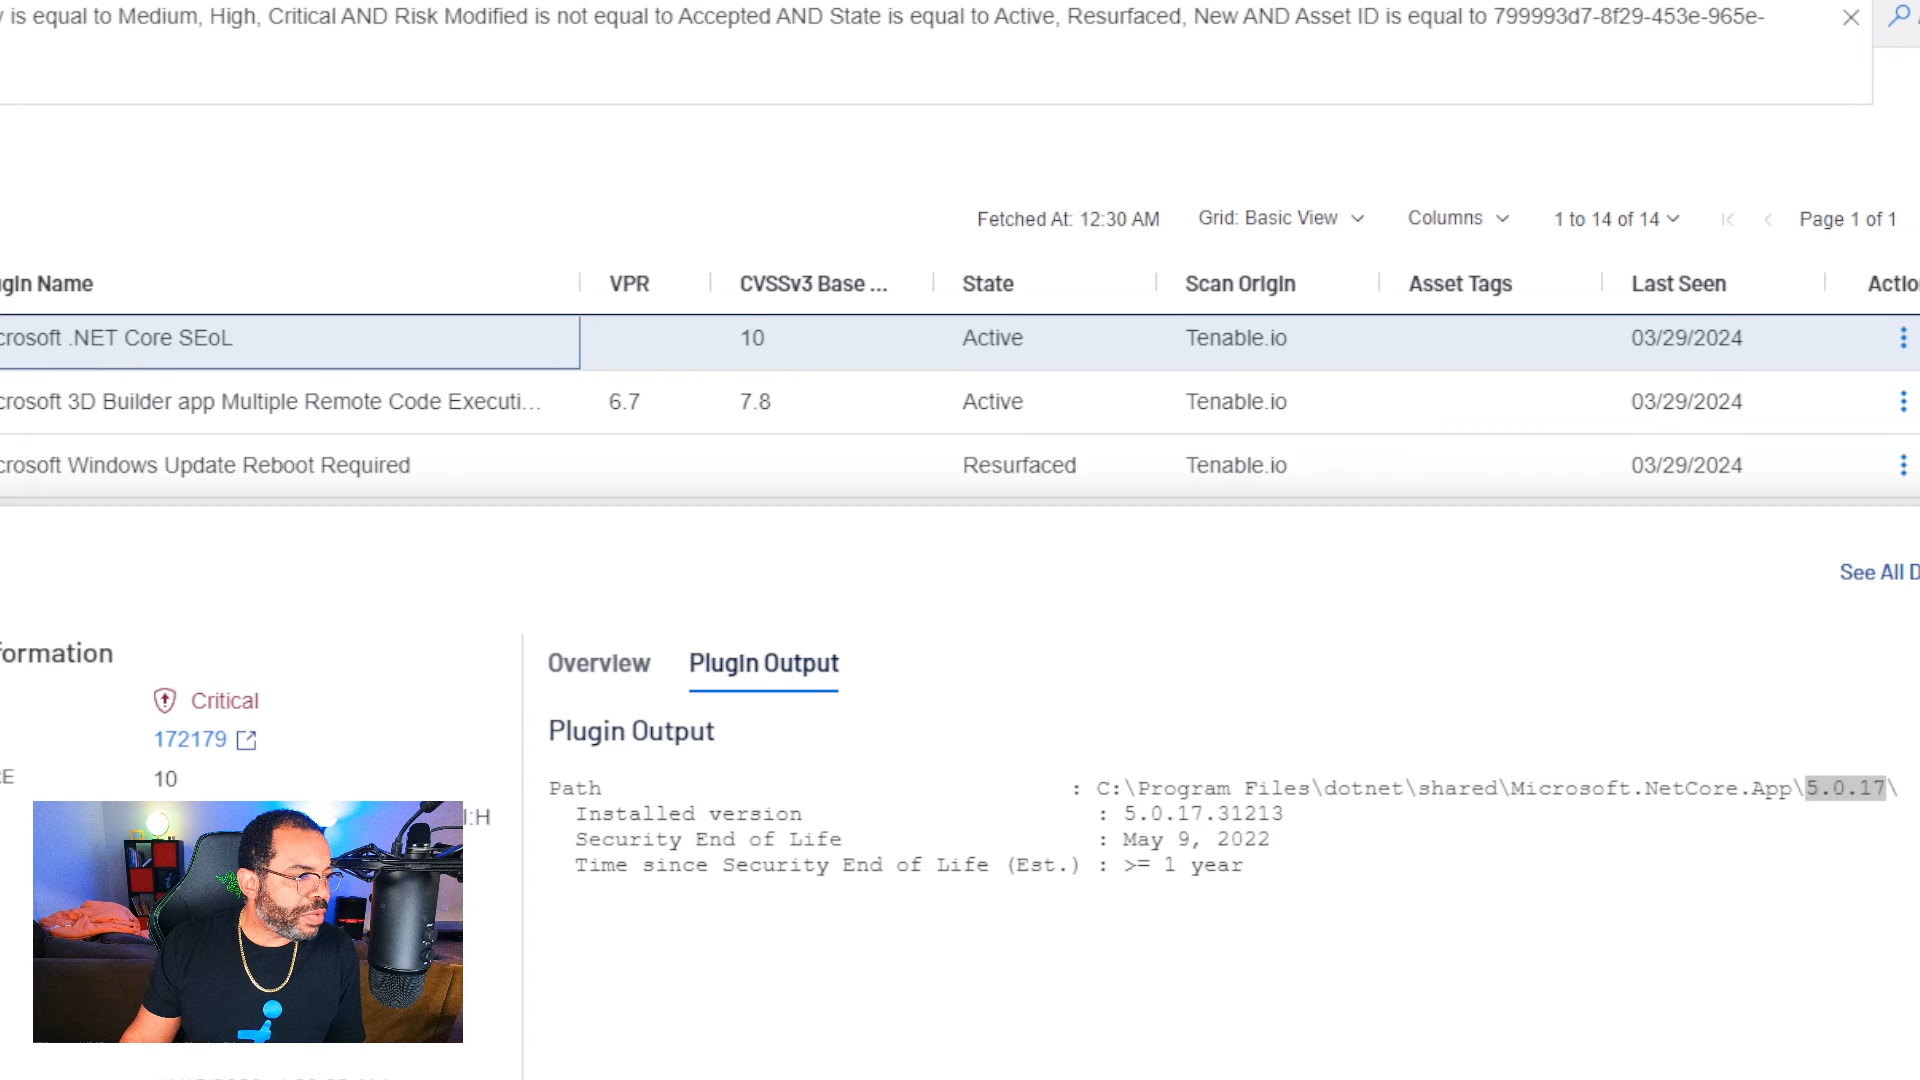 is equal to Medium, High, Critical AND Risk Modified is not equal to Accepted AND State is equal to Active, Resurfaced, New AND Asset ID is equal to 799993d7-8f29-453e-965e-
Fetched At: 12:30 AM Grid: Basic View Columns 1 to 14 of 14 Page 1 of 1
gin Name VPR CVSSv3 Base ... State Scan Origin Asset Tags Last Seen Actio
crosoft .NET Core SEoL 10 Active Tenable.io 03/29/2024
crosoft 3D Builder app Multiple Remote Code Executi... 6.7 7.8 Active Tenable.io 03/29/2024
crosoft Windows Update Reboot Required Resurfaced Tenable.io 03/29/2024
See All D
formation
Overview Plugin Output
Critical
172179
Plugin Output
10
Path : C:\Program Files\dotnet\shared\Microsoft.NetCore.App\5.0.17\
Installed version : 5.0.17.31213
I:H
Security End of Life : May 9, 2022
Time since Security End of Life (Est.) : >= 1 year